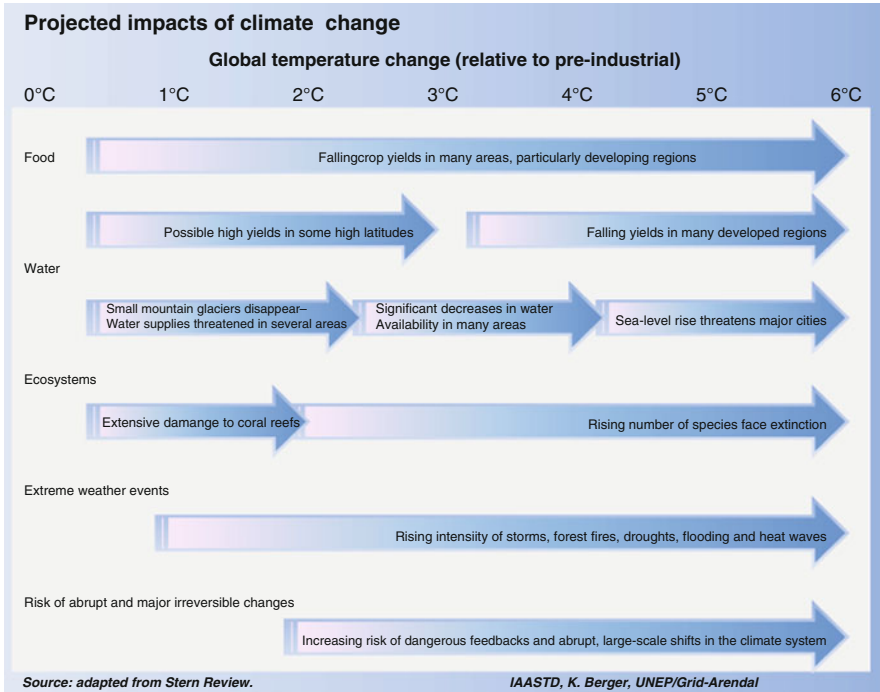 Projected impacts of climate change
Global temperature change (relative to pre-industrial)
0°C 1°C 2°C 3°C 4°C 5°C 6°C
Food
Fallingcrop yields in many areas, particularly developing regions
Possible high yields in some high latitudes
Falling yields in many developed regions
Water
Small mountain glaciers disappear–
Water supplies threatened in several areas
Significant decreases in water
Availability in many areas
Sea-level rise threatens major cities
Ecosystems
Extensive damage to coral reefs
Rising number of species face extinction
Extreme weather events
Rising intensiity of storms, forest fires, droughts, flooding and heat waves
Risk of abrupt and major irreversible changes
Increasing risk of dangerous feedbacks and abrupt, large-scale shifts in the climate system
Source: adapted from Stern Review.
IAASTD, K. Berger, UNEP/Grid-Arendal